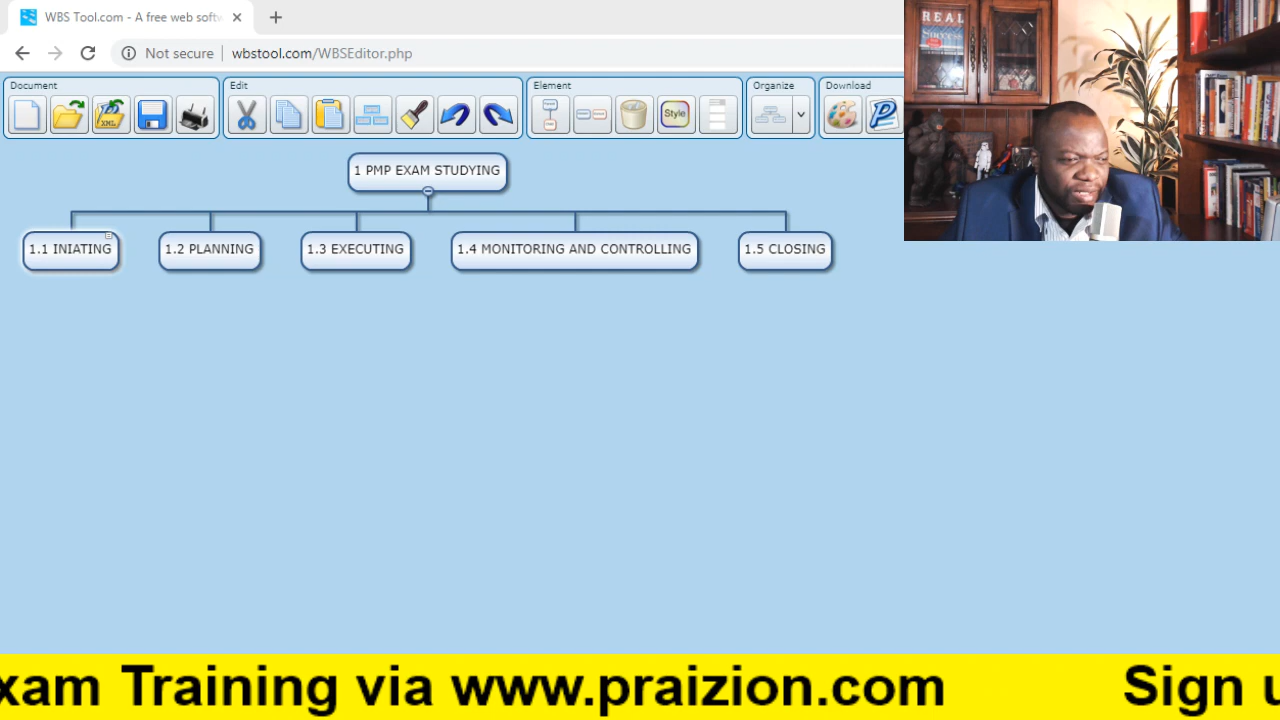 WBS Tool.com - A free web softw
Not secure
wbstool.com/WBSEditor.php
Document
Edit
Element
Organize
Download
XML
Style
1 PMP EXAM STUDYING
1.1 INIATING
1.2 PLANNING
1.3 EXECUTING
1.4 MONITORING AND CONTROLLING
1.5 CLOSING
REAL
Success
xam Training via www.praizion.com
Sign u